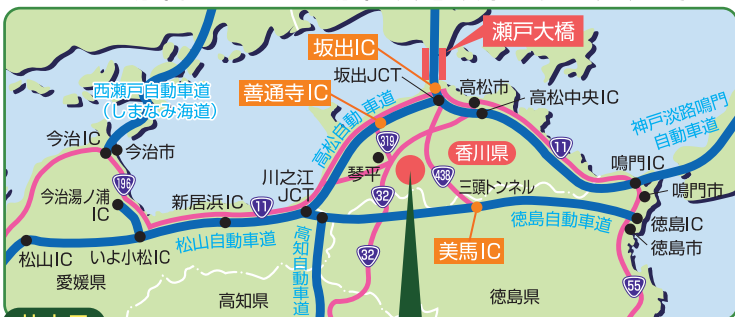 瀬戸大橋
坂出IC
坂出JCT
高松市
西瀬戸自動車道
(しまなみ海道)
善通寺IC
高松中央IC
高松自動車道
神戸淡路鳴門
自動車道
319
11
今治IC
今治市
香川県
鳴門IC
琴平
196
川之江
JCT
438
三頭トンネル
鳴門市
今治湯ノ浦
IC
新居浜IC
32
11
徳島自動車道
徳島IC
松山自動車道
美馬IC
徳島市
松山IC
いよ小松IC
高知自動車道
32
愛媛県
55
高知県
徳島県